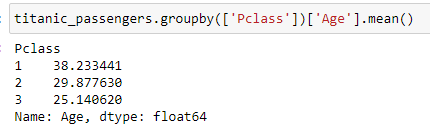 titanic_passengers.groupby(['Pclass'])['Age'].mean()
Pclass
1    38.233441
2    29.877630
3    25.140620
Name: Age, dtype: float64